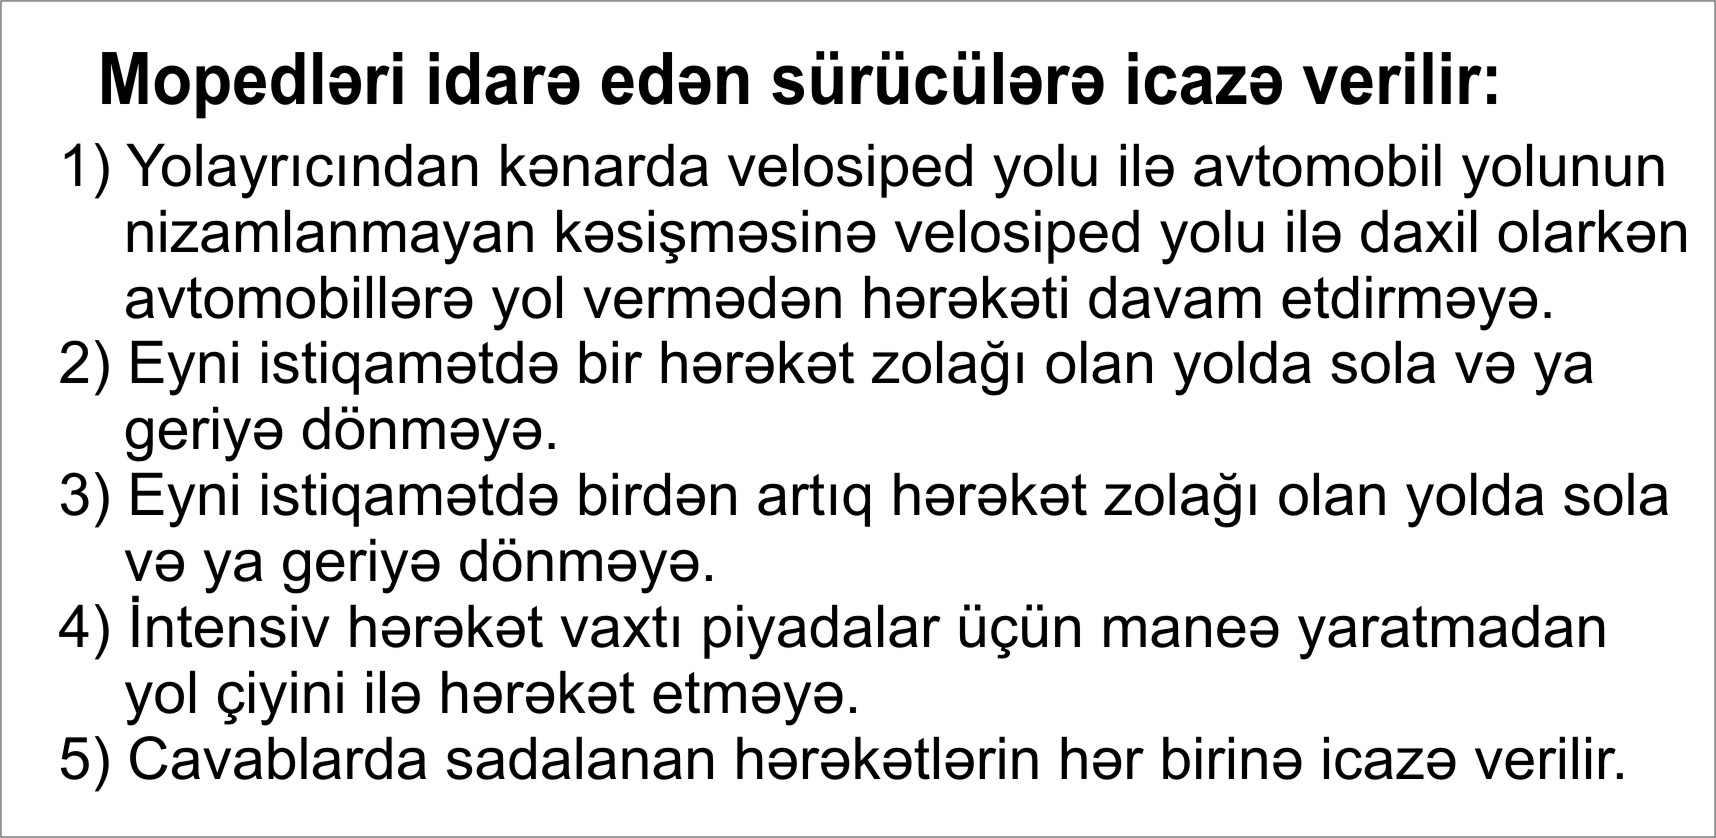 Mopedləri idarə edən sürücülərə icazə verilir:
1) Yolayrıcından kənarda velosiped yolu ilə avtomobil yolunun
nizamlanmayan kəsişməsinə velosiped yolu ilə daxil olarkən
avtomobillərə yol vermədən hərəkəti davam etdirməyə.
2) Eyni istiqamətdə bir hərəkət zolağı olan yolda sola və ya
geriyə dönməyə.
3) Eyni istiqamətdə birdən artıq hərəkət zolağı olan yolda sola
və ya geriyə dönməyə.
4) İntensiv hərəkət vaxtı piyadalar üçün maneə yaratmadan
yol çiyini ilə hərəkət etməyə.
5) Cavablarda sadalanan hərəkətlərin hər birinə icazə verilir.